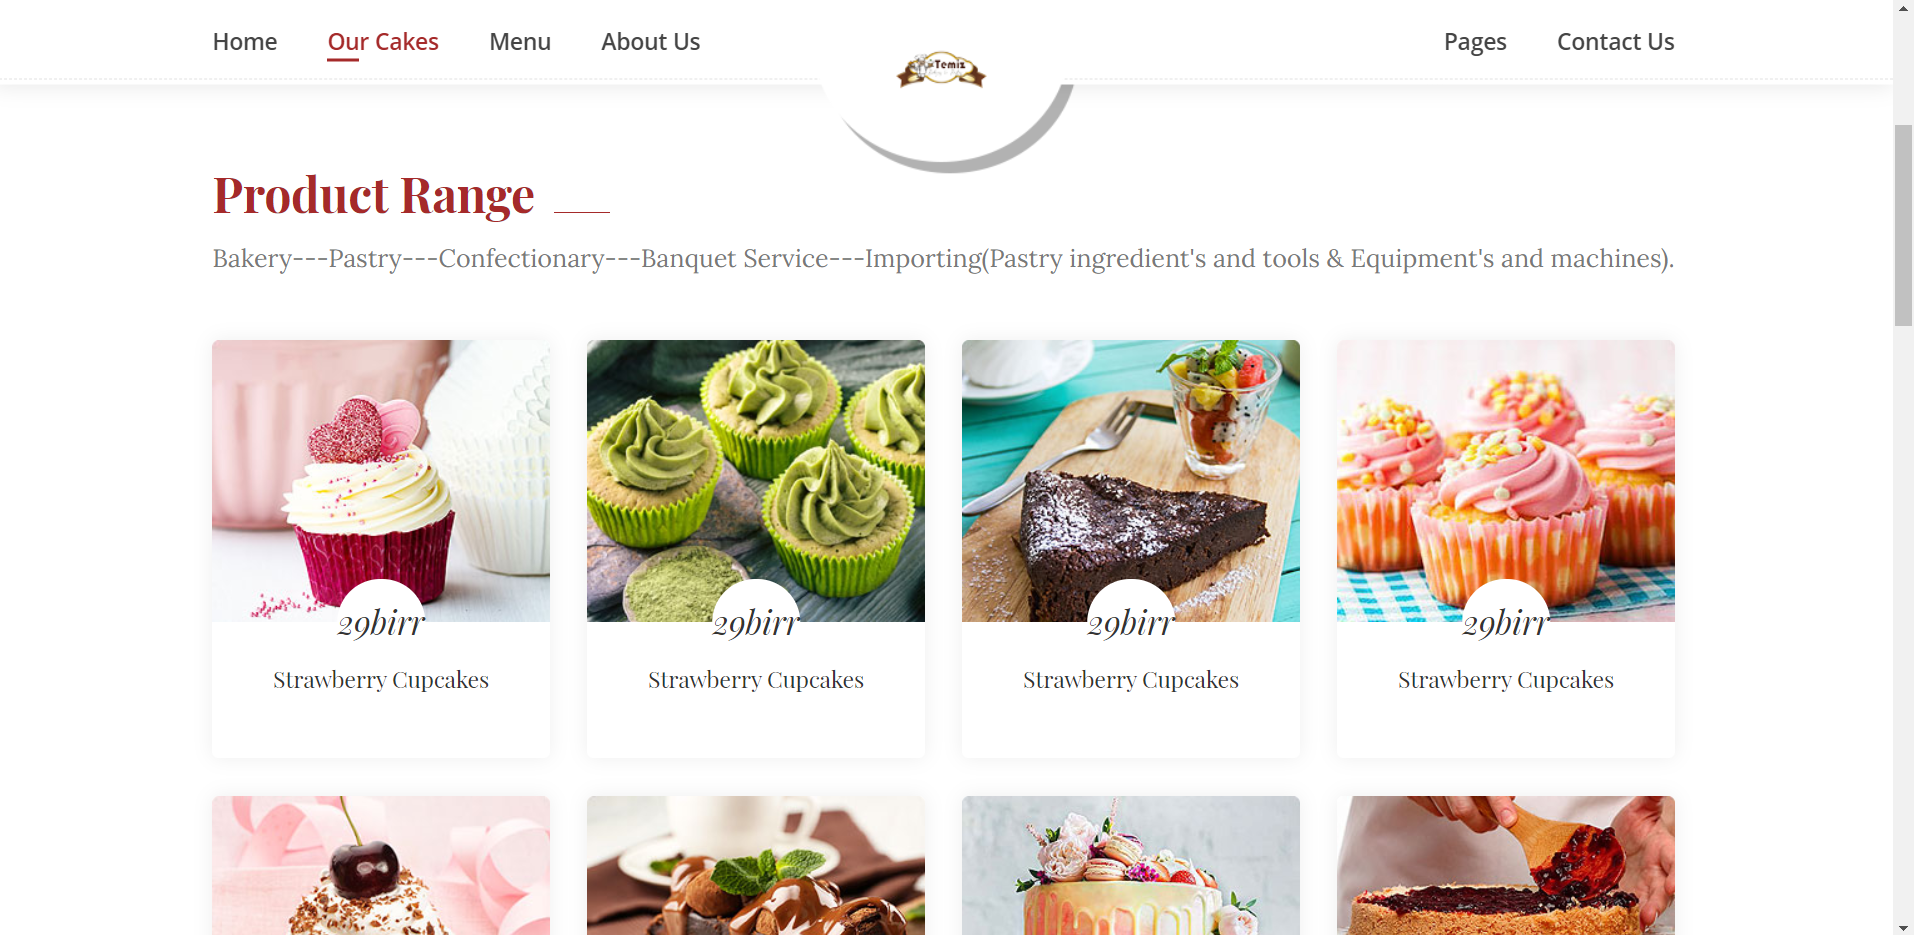 Home Our Cakes Menu About Us
Temiz
Pages Contact Us
Product Range
Bakery---Pastry---Confectionary---Banquet Service---Importing(Pastry ingredient's and tools & Equipment's and machines).
29birr 29birr 29birr 29birr
Strawberry Cupcakes Strawberry Cupcakes Strawberry Cupcakes Strawberry Cupcakes